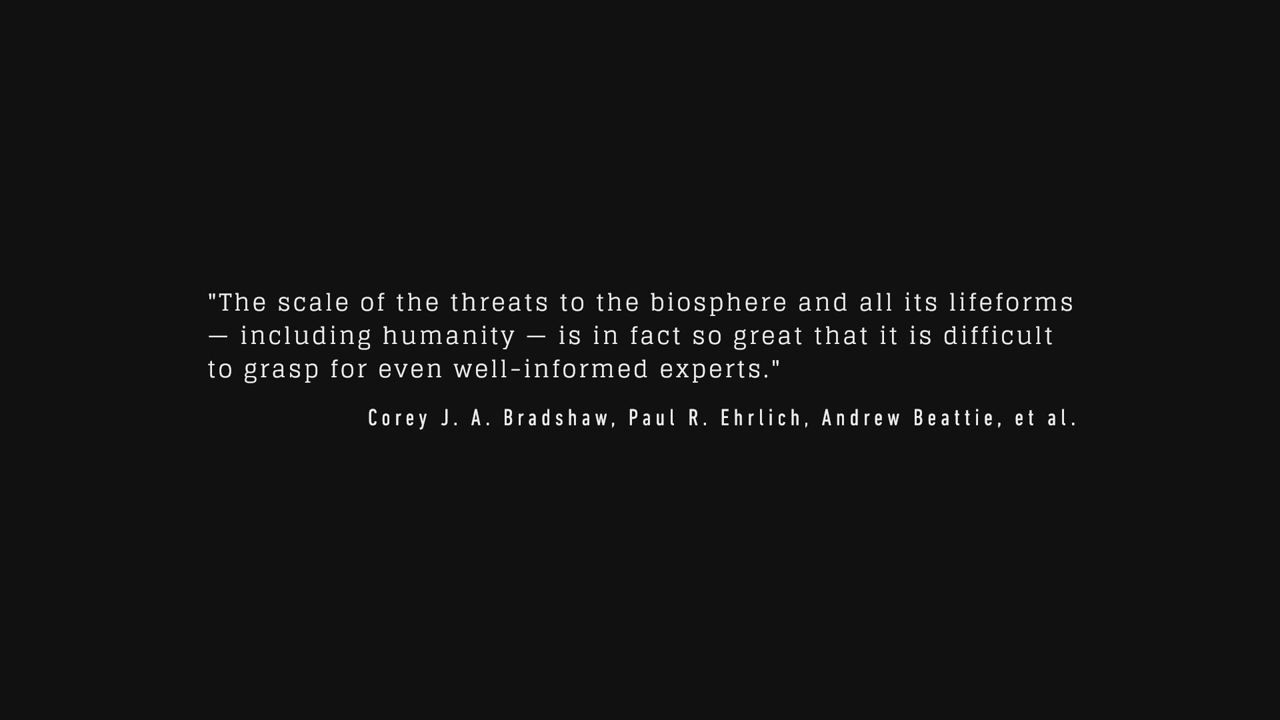 "The scale of the threats to the biosphere and all its lifeforms
— including humanity — is in fact so great that it is difficult
to grasp for even well-informed experts."
Corey J. A. Bradshaw, Paul R. Ehrlich, Andrew Beattie, et al.